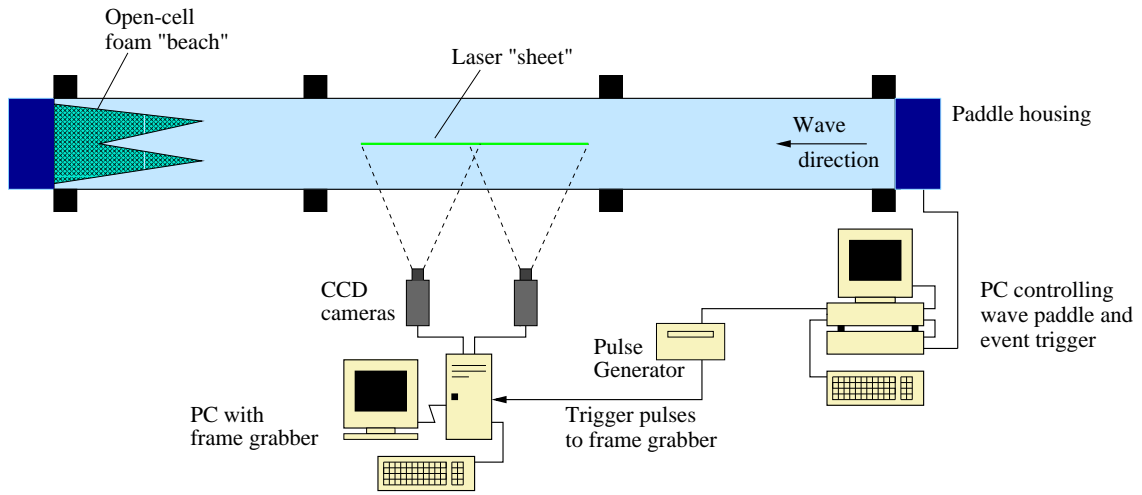 Open-cell
foam "beach"
Laser "sheet"
Wave
direction
Paddle housing
CCD
cameras
Pulse
Generator
PC controlling
wave paddle and
event trigger
PC with
frame grabber
Trigger pulses
to frame grabber